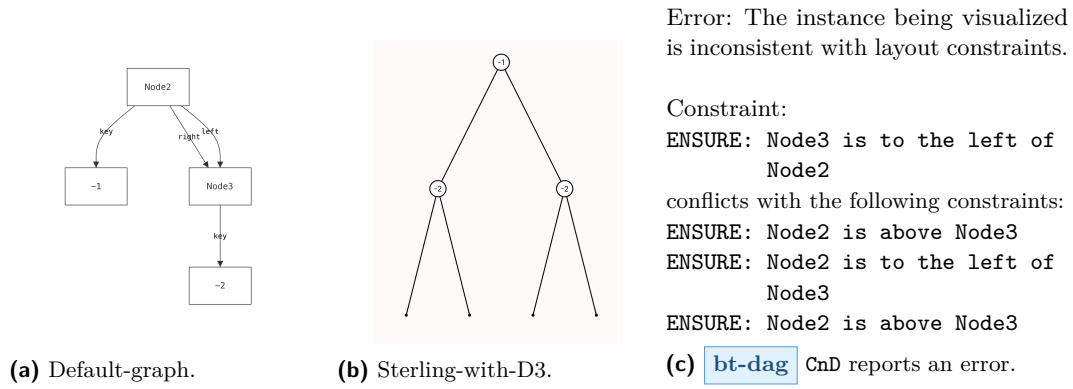 Node2
key
right
left
−1
Node3
key
−2
(a) Default-graph.
-1
-2
-2
(b) Sterling-with-D3.
Error: The instance being visualized
is inconsistent with layout constraints.
Constraint:
ENSURE: Node3 is to the left of
Node2
conflicts with the following constraints:
ENSURE: Node2 is above Node3
ENSURE: Node2 is to the left of
Node3
ENSURE: Node2 is above Node3
(c) bt-dag CnD reports an error.